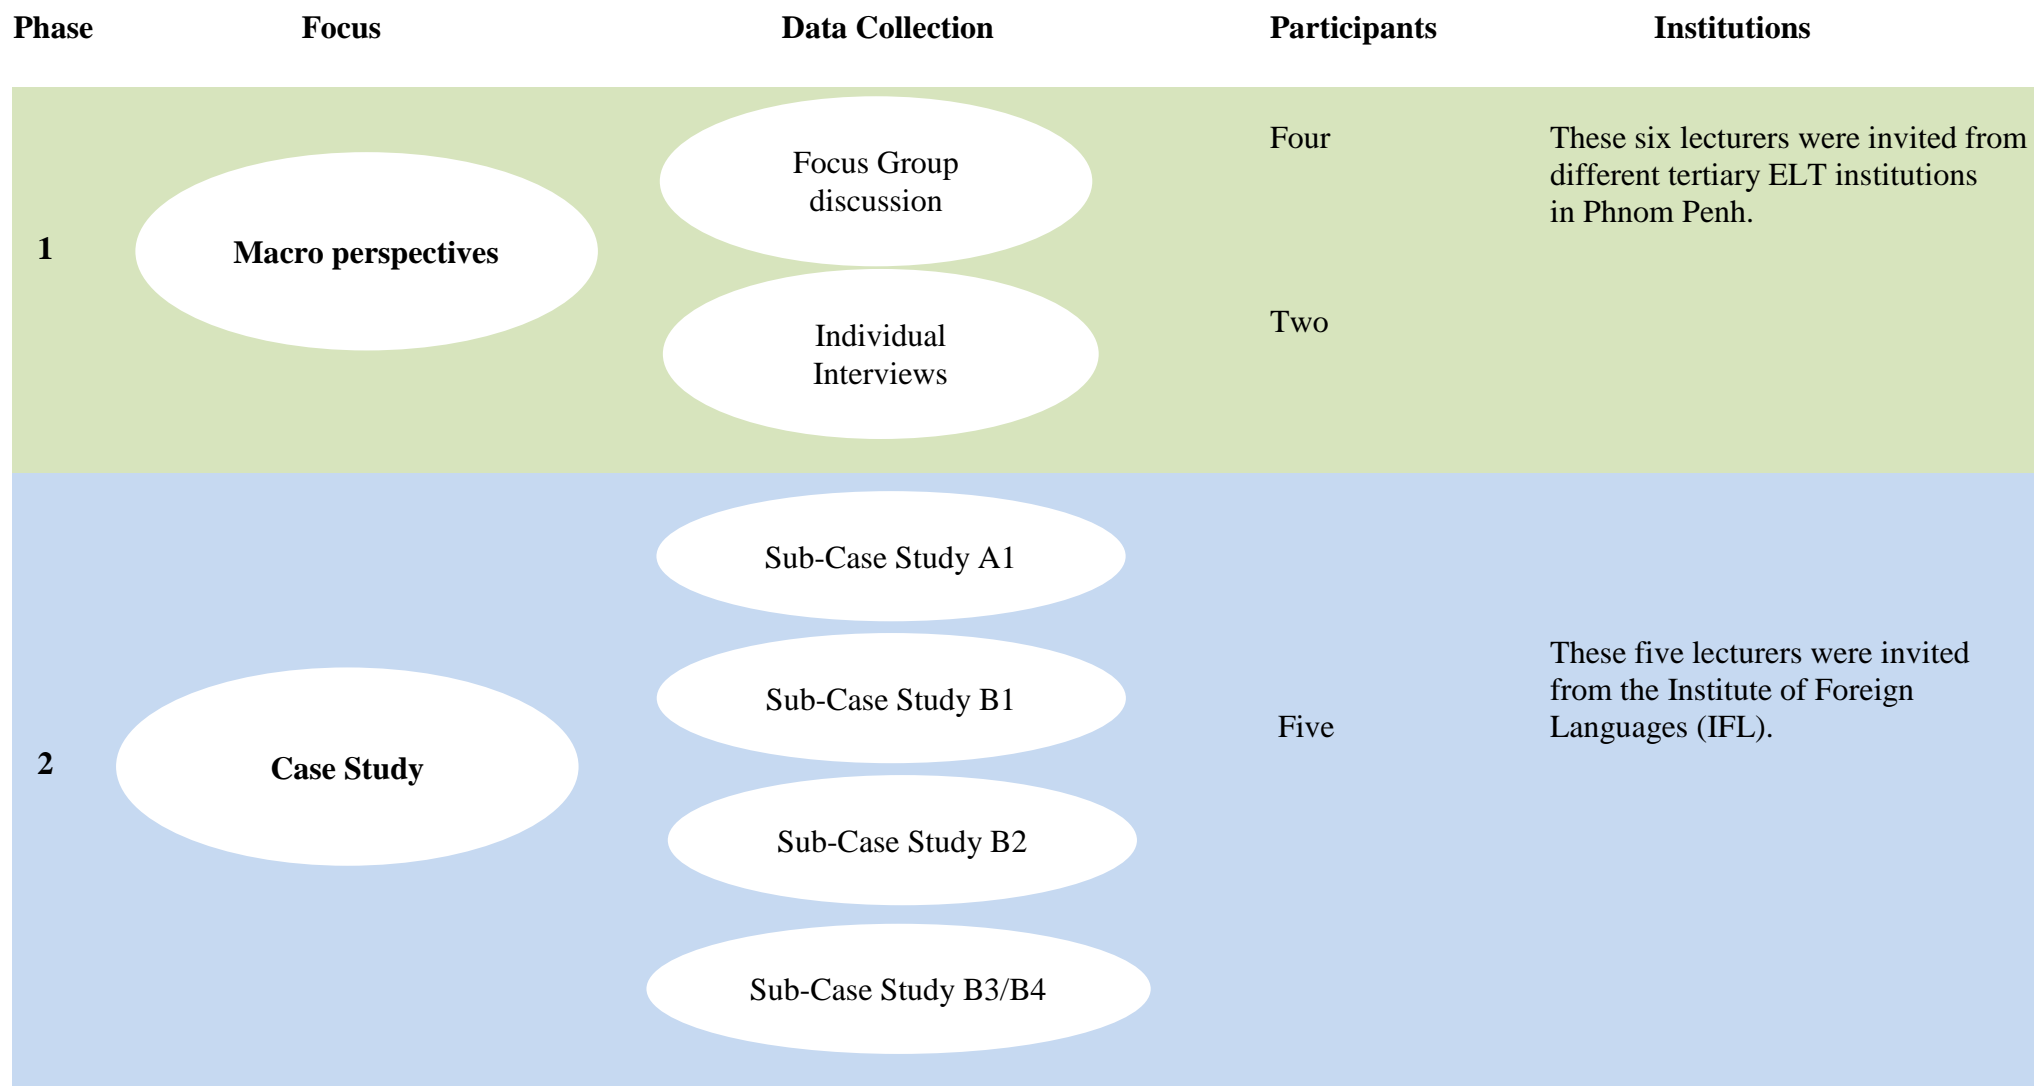 Phase Focus Data Collection Participants Institutions
1
Macro perspectives
Focus Group
discussion
Individual
Interviews
Four
Two
These six lecturers were invited from
different tertiary ELT institutions
in Phnom Penh.
2
Case Study
Sub-Case Study A1
Sub-Case Study B1
Sub-Case Study B2
Sub-Case Study B3/B4
Five
These five lecturers were invited
from the Institute of Foreign
Languages (IFL).